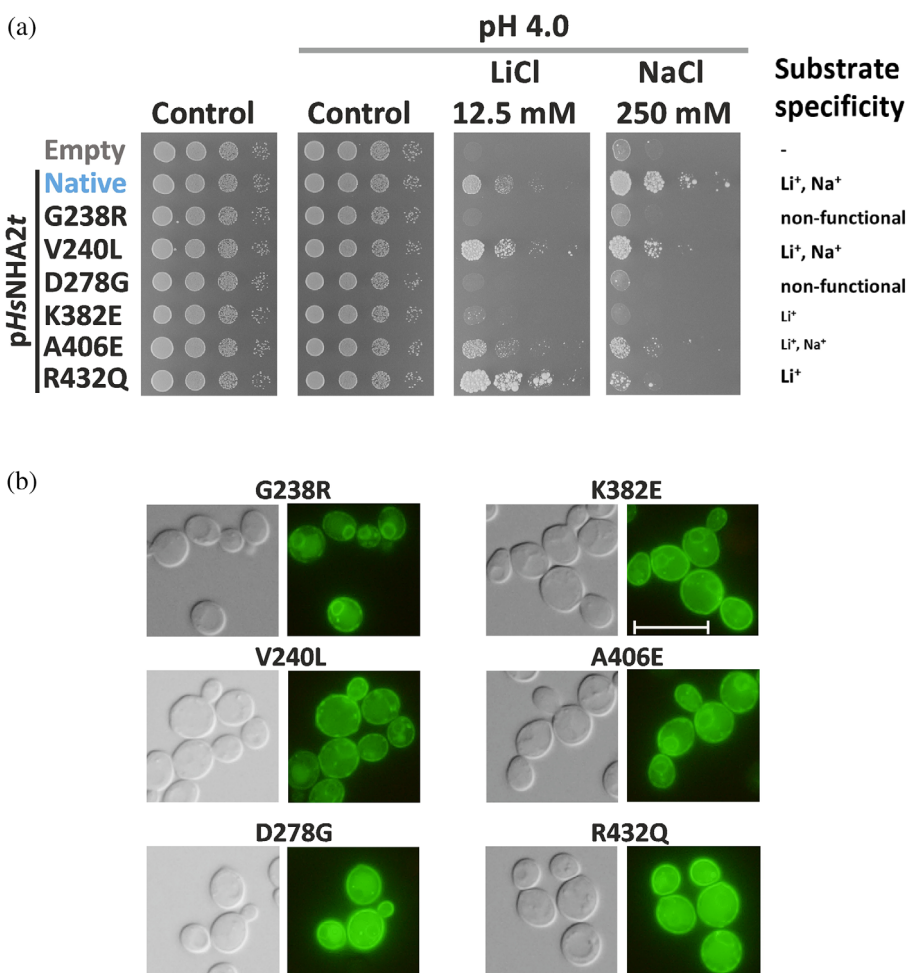 (a)
pH 4.0
LiCl
NaCl
Substrate
specificity
Control
Control
12.5 mM
250 mM
pHsNHA2t
Empty
-
Native
Li⁺, Na⁺
G238R
non-functional
V240L
Li⁺, Na⁺
D278G
non-functional
K382E
Li⁺
A406E
Li⁺, Na⁺
R432Q
Li⁺
(b)
G238R
K382E
V240L
A406E
D278G
R432Q